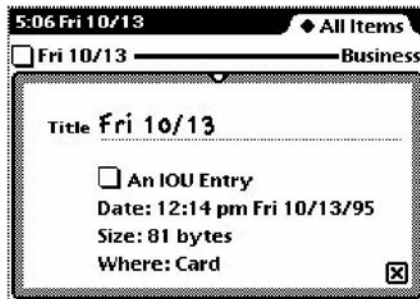 5:06 Fri 10/13 ◆ All Items
Fri 10/13 Business
Title Fri 10/13
An IOU Entry
Date: 12:14 pm Fri 10/13/95
Size: 81 bytes
Where: Card